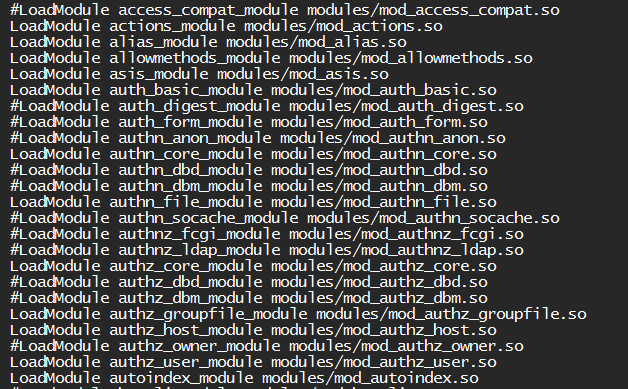 #LoadModule access_compat_module modules/mod_access_compat.so
LoadModule actions_module modules/mod_actions.so
LoadModule alias_module modules/mod_alias.so
LoadModule allowmethods_module modules/mod_allowmethods.so
LoadModule asis_module modules/mod_asis.so
LoadModule auth_basic_module modules/mod_auth_basic.so
#LoadModule auth_digest_module modules/mod_auth_digest.so
#LoadModule auth_form_module modules/mod_auth_form.so
#LoadModule authn_anon_module modules/mod_authn_anon.so
LoadModule authn_core_module modules/mod_authn_core.so
#LoadModule authn_dbd_module modules/mod_authn_dbd.so
#LoadModule authn_dbm_module modules/mod_authn_dbm.so
LoadModule authn_file_module modules/mod_authn_file.so
#LoadModule authn_socache_module modules/mod_authn_socache.so
#LoadModule authnz_fcgi_module modules/mod_authnz_fcgi.so
#LoadModule authnz_ldap_module modules/mod_authnz_ldap.so
LoadModule authz_core_module modules/mod_authz_core.so
#LoadModule authz_dbd_module modules/mod_authz_dbd.so
#LoadModule authz_dbm_module modules/mod_authz_dbm.so
LoadModule authz_groupfile_module modules/mod_authz_groupfile.so
LoadModule authz_host_module modules/mod_authz_host.so
#LoadModule authz_owner_module modules/mod_authz_owner.so
LoadModule authz_user_module modules/mod_authz_user.so
LoadModule autoindex_module modules/mod_autoindex.so